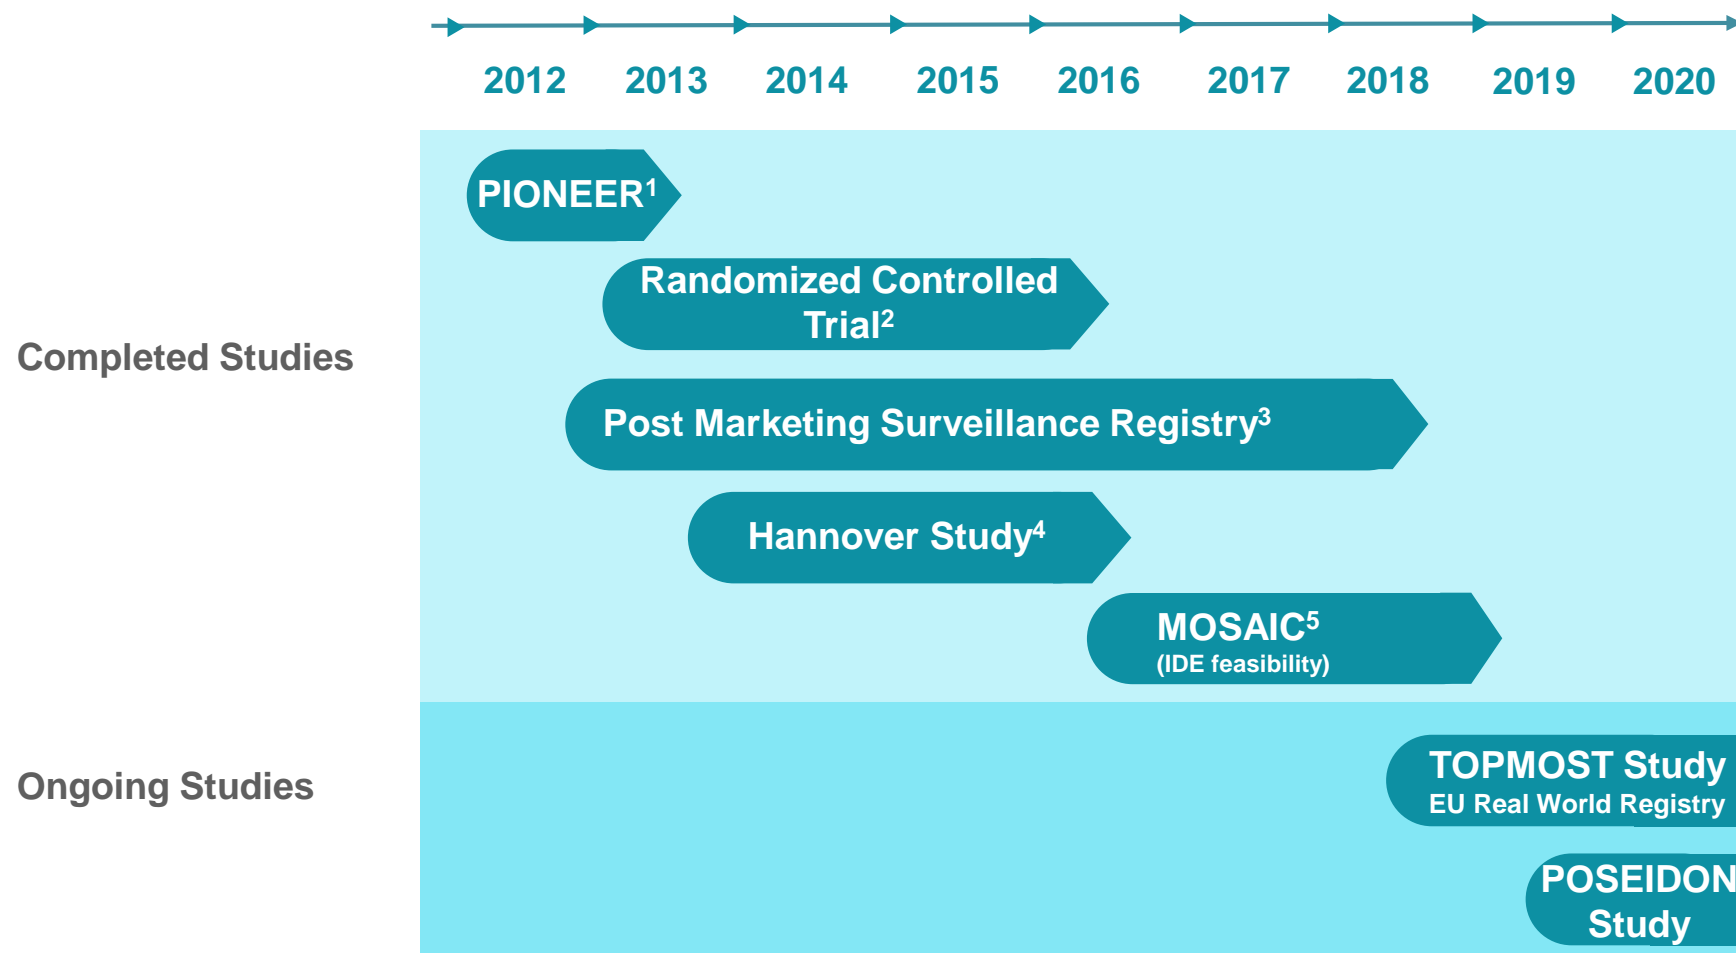 2012 2013 2014 2015 2016 2017 2018 2019 2020
Completed Studies
PIONEER¹
Randomized Controlled
Trial²
Post Marketing Surveillance Registry³
Hannover Study⁴
MOSAIC⁵
(IDE feasibility)
Ongoing Studies
TOPMOST Study
EU Real World Registry
POSEIDON
Study